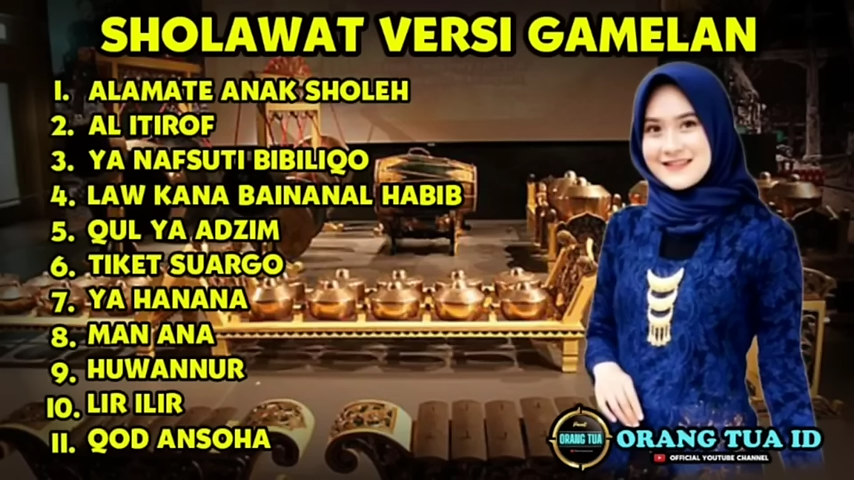 SHOLAWAT VERSI GAMELAN
1. ALAMATE ANAK SHOLEH
2. AL ITIROF
3. YA NAFSUTI BIBILIQO
4. LAW KANA BAINANAL HABIB
5. QUL YA ADZIM
6. TIKET SUARGO
7. YA HANANA
8. MAN ANA
9. HUWANNUR
10. LIR ILIR
11. QOD ANSOHA
ORANG TUA
ORANG TUA ID
OFFICIAL YOUTUBE CHANNEL